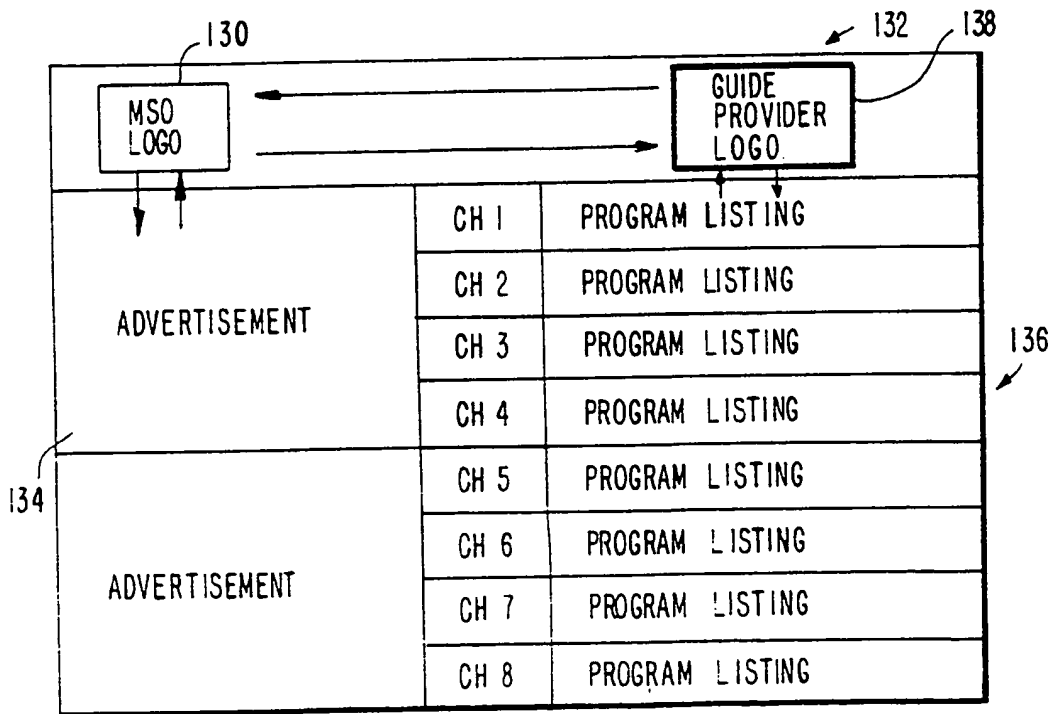 130
132
138
MSO
LOGO
GUIDE
PROVIDER
LOGO
CH 1 PROGRAM LISTING
CH 2 PROGRAM LISTING
ADVERTISEMENT
CH 3 PROGRAM LISTING
136
CH 4 PROGRAM LISTING
134
CH 5 PROGRAM LISTING
CH 6 PROGRAM LISTING
ADVERTISEMENT
CH 7 PROGRAM LISTING
CH 8 PROGRAM LISTING